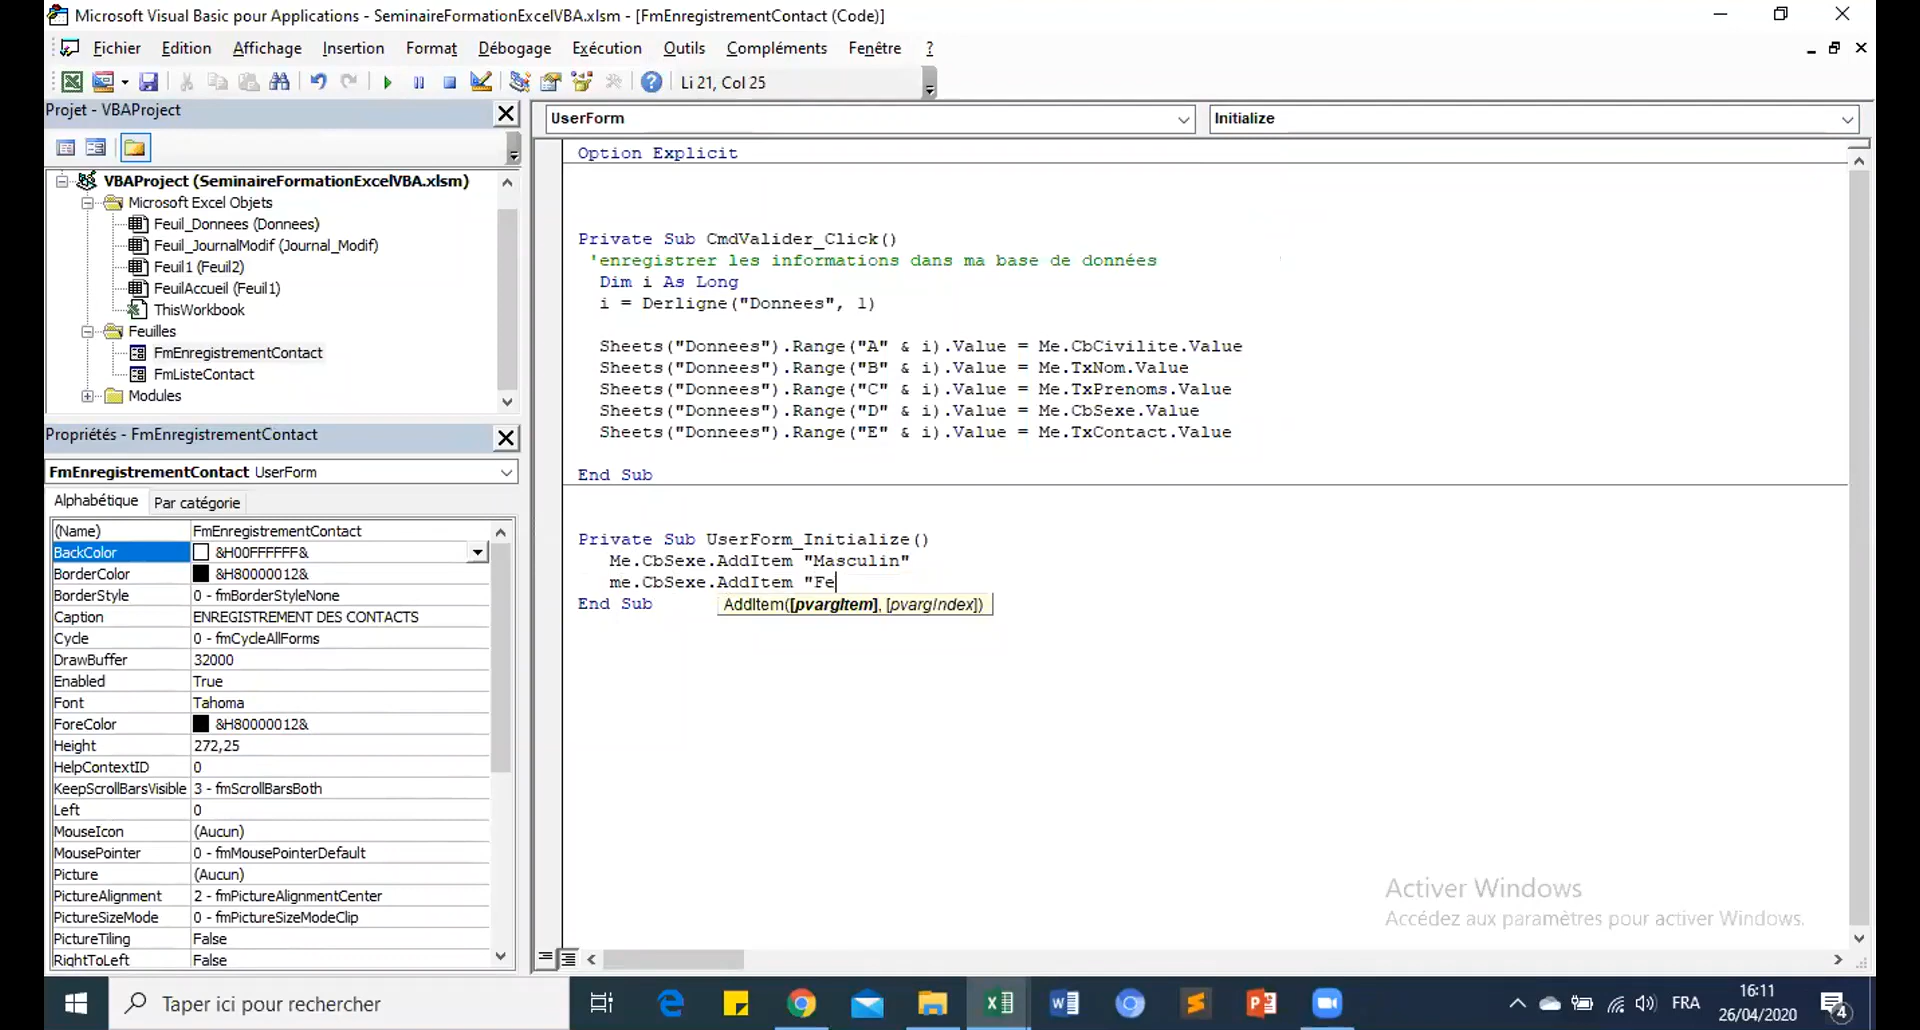 Microsoft Visual Basic pour Applications - SeminaireFormationExcelVBA.xlsm - [FmEnregistrementContact (Code)]
Fichier Edition Affichage Insertion Format Débogage Exécution Outils Compléments Fenêtre ?
Li 21, Col 25
Projet - VBAProject
VBAProject (SeminaireFormationExcelVBA.xlsm)
Microsoft Excel Objets
Feuil_Donnees (Donnees)
Feuil_JournalModif (Journal_Modif)
Feuil1 (Feuil2)
FeuilAccueil (Feuil1)
ThisWorkbook
Feuilles
FmEnregistrementContact
FmListeContact
Modules
Propriétés - FmEnregistrementContact
FmEnregistrementContact UserForm
Alphabétique Par catégorie
(Name) FmEnregistrementContact
BackColor &H00FFFFFF&
BorderColor &H80000012&
BorderStyle 0 - fmBorderStyleNone
Caption ENREGISTREMENT DES CONTACTS
Cycle 0 - fmCycleAllForms
DrawBuffer 32000
Enabled True
Font Tahoma
ForeColor &H80000012&
Height 272,25
HelpContextID 0
KeepScrollBarsVisible 3 - fmScrollBarsBoth
Left 0
MouseIcon (Aucun)
MousePointer 0 - fmMousePointerDefault
Picture (Aucun)
PictureAlignment 2 - fmPictureAlignmentCenter
PictureSizeMode 0 - fmPictureSizeModeClip
PictureTiling False
RightToLeft False
UserForm Initialize
Option Explicit
Private Sub CmdValider_Click()
'enregistrer les informations dans ma base de données
Dim i As Long
i = Derligne("Donnees", 1)
Sheets("Donnees").Range("A" & i).Value = Me.CbCivilite.Value
Sheets("Donnees").Range("B" & i).Value = Me.TxNom.Value
Sheets("Donnees").Range("C" & i).Value = Me.TxPrenoms.Value
Sheets("Donnees").Range("D" & i).Value = Me.CbSexe.Value
Sheets("Donnees").Range("E" & i).Value = Me.TxContact.Value
End Sub
Private Sub UserForm_Initialize()
Me.CbSexe.AddItem "Masculin"
me.CbSexe.AddItem "Fe
End Sub
AddItem([pvargItem], [pvargIndex])
Activer Windows
Accédez aux paramètres pour activer Windows.
Taper ici pour rechercher
FRA
16:11
26/04/2020
4